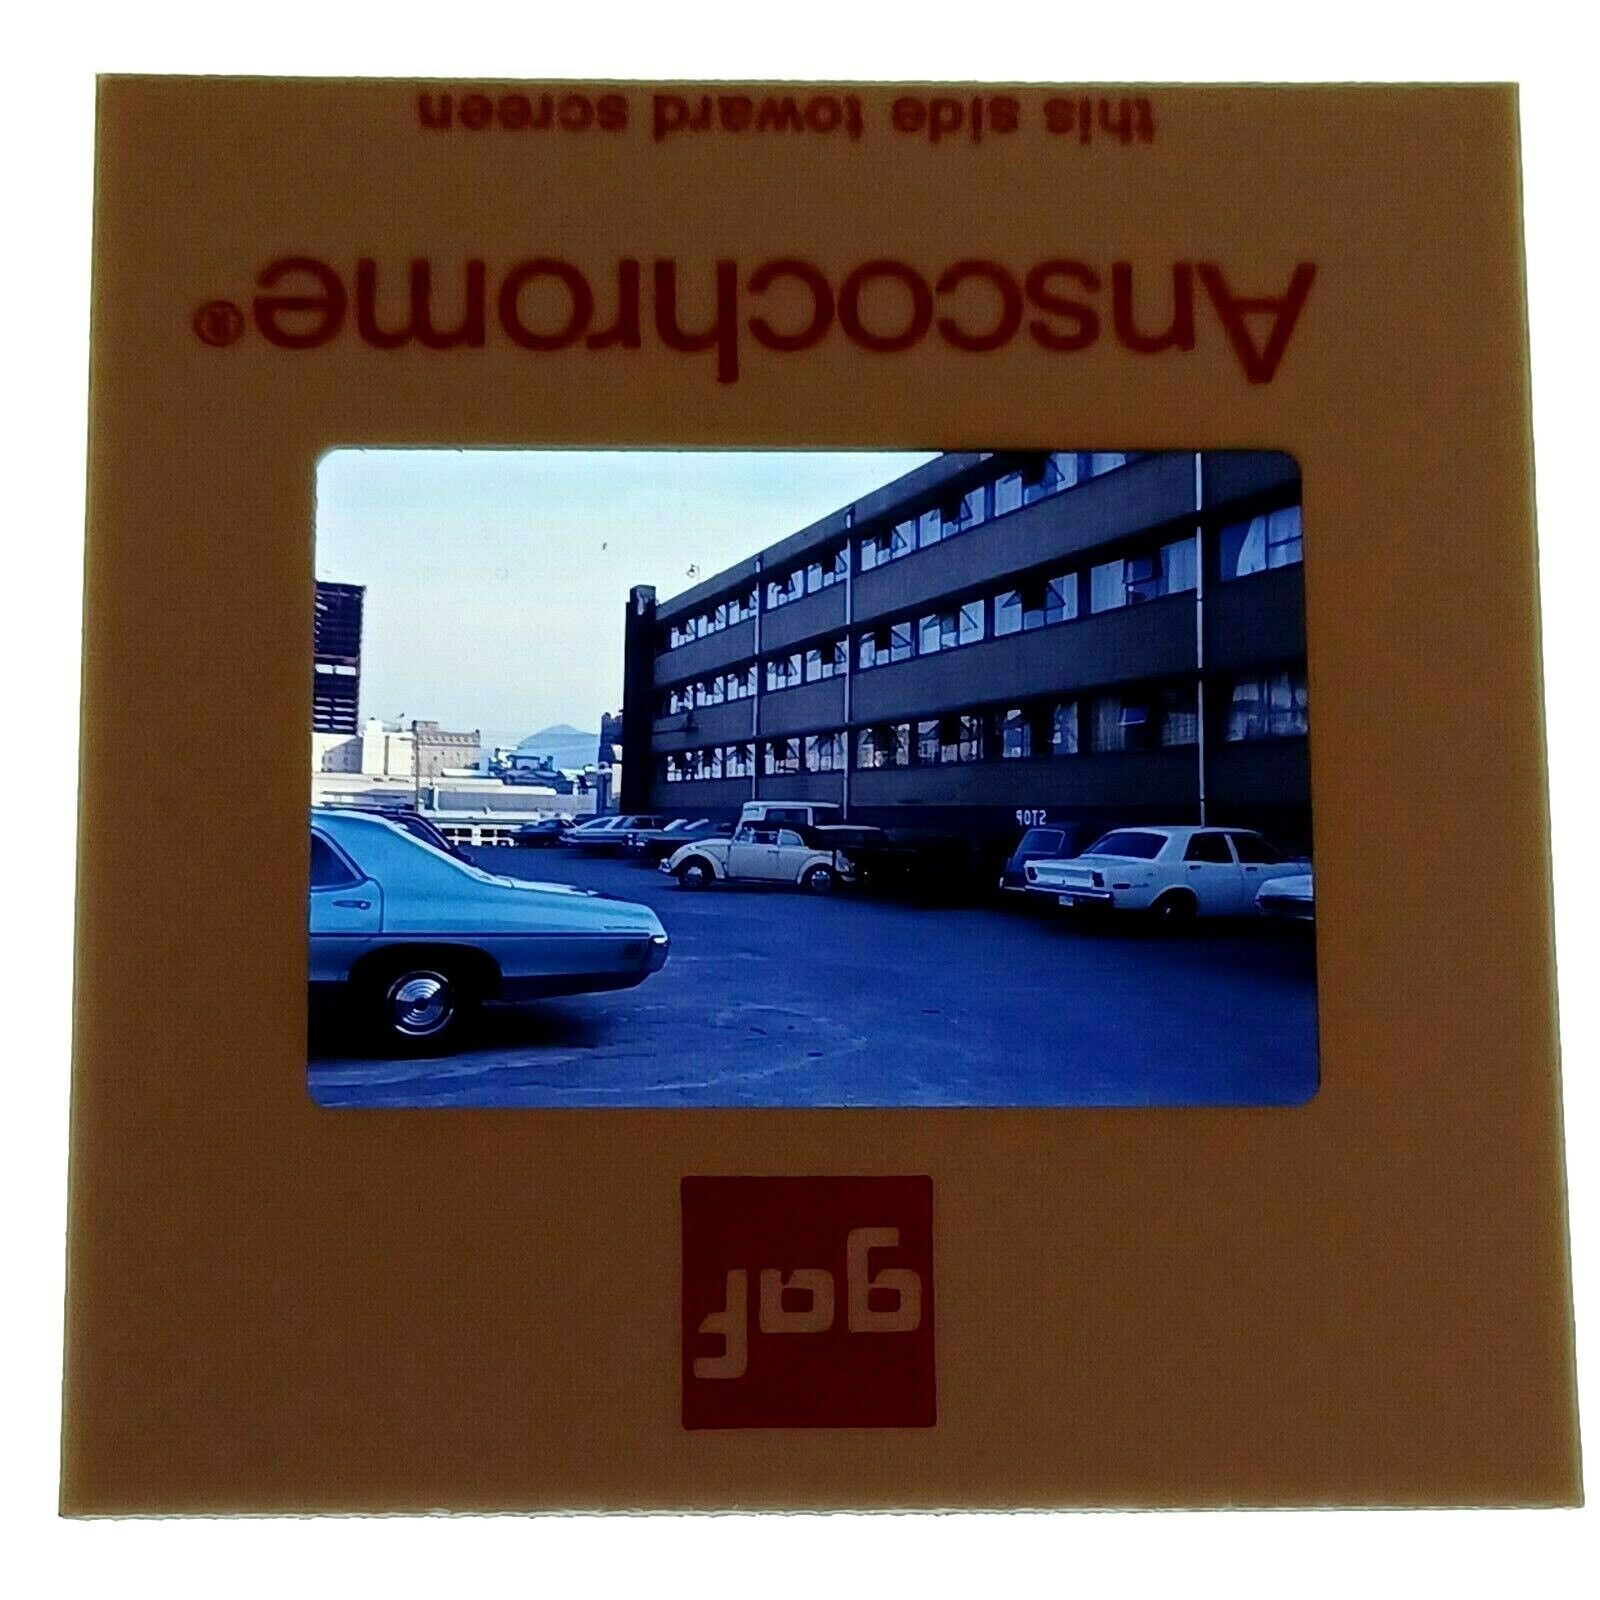 this side toward screen
Anscochrome®
STOP
gaf